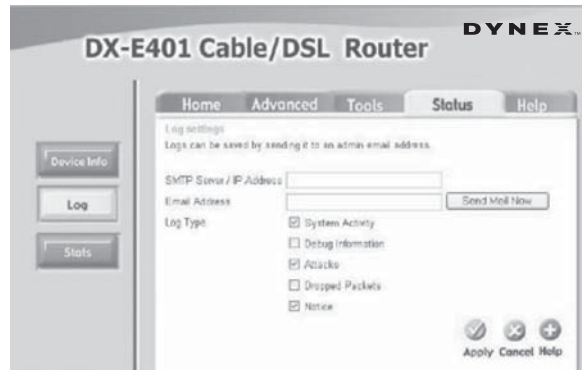 DYNEX
DX-E401 Cable/DSL Router
Home Advanced Tools Status Help
Log settings
Logs can be saved by sending it to an admin email address.
Device Info
SMTP Server / IP Address
Log
Email Address Send Mail Now
Log Type System Activity
Debug Information
Stats
Attacks
Dropped Packets
Notice
Apply Cancel Help